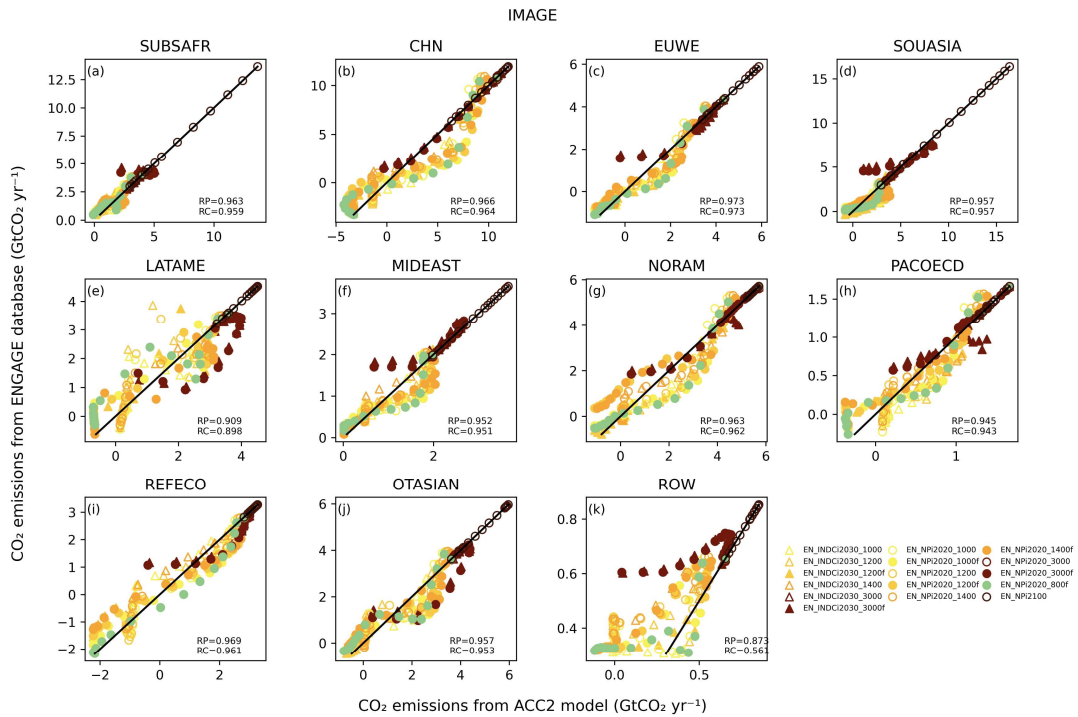 IMAGE
CO₂ emissions from ENGAGE database (GtCO₂ yr⁻¹)
SUBSAFR
(a)
12.5
10.0
7.5
5.0
2.5
0.0
RP=0.963
RC=0.959
0 5 10
CHN
(b)
10
5
0
RP=0.966
RC=0.964
−5 0 5 10
EUWE
(c)
6
4
2
0
RP=0.973
RC=0.973
0 2 4 6
SOUASIA
(d)
15
10
5
0
RP=0.957
RC=0.957
0 5 10 15
LATAME
(e)
4
3
2
1
0
RP=0.909
RC=0.898
0 2 4
MIDEAST
(f)
3
2
1
0
RP=0.952
RC=0.951
0 2
NORAM
(g)
6
4
2
0
RP=0.963
RC=0.962
0 2 4 6
PACOECD
(h)
1.5
1.0
0.5
0.0
RP=0.945
RC=0.943
0 1
REFECO
(i)
3
2
1
0
−1
−2
RP=0.969
RC=0.961
−2 0 2
OTASIAN
(j)
6
4
2
0
RP=0.957
RC=0.953
0 2 4 6
ROW
(k)
0.8
0.6
0.4
RP=0.873
RC=0.561
0.0 0.5
EN_INDCi2030_1000
EN_INDCi2030_1200
EN_INDCi2030_1200f
EN_INDCi2030_1400
EN_INDCi2030_3000
EN_INDCi2030_3000f
EN_NPi2020_1000
EN_NPi2020_1000f
EN_NPi2020_1200
EN_NPi2020_1200f
EN_NPi2020_1400
EN_NPi2020_1400f
EN_NPi2020_3000
EN_NPi2020_3000f
EN_NPi2020_800f
EN_NPi2100
CO₂ emissions from ACC2 model (GtCO₂ yr⁻¹)